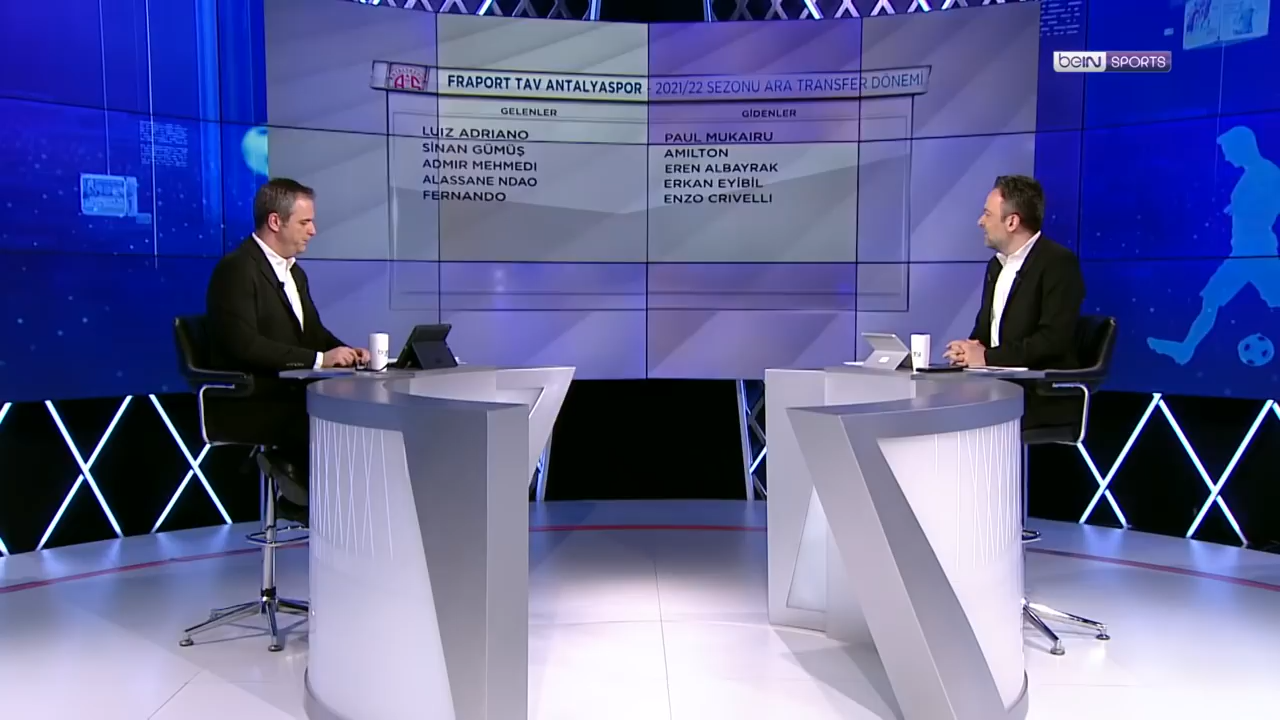 beIN SPORTS
FRAPORT TAV ANTALYASPOR - 2021/22 SEZONU ARA TRANSFER DÖNEMİ
GELENLER
LUIZ ADRIANO
SİNAN GÜMÜŞ
ADMIR MEHMEDI
ALASSANE NDAO
FERNANDO
GİDENLER
PAUL MUKAIRU
AMILTON
EREN ALBAYRAK
ERKAN EYİBİL
ENZO CRIVELLI